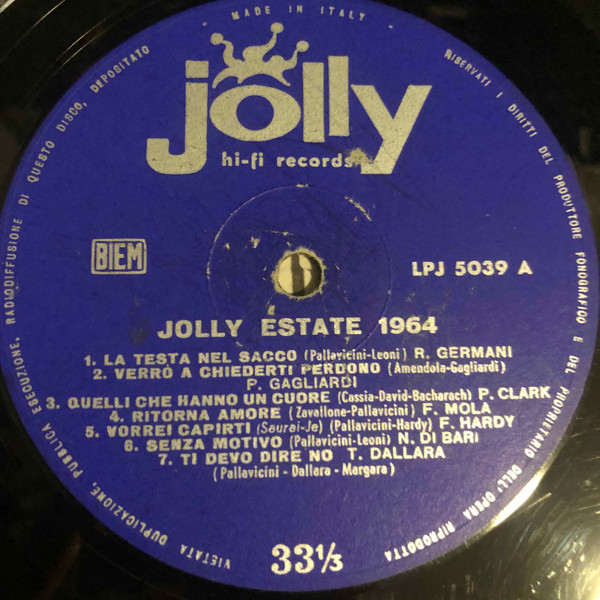 - MADE IN ITALY -
RISERVATI I DIRITTI DEL PRODUTTORE FONOGRAFICO E DEL PROPRIETARIO DELL'OPERA RIPRODOTTA
VIETATA DUPLICAZIONE, PUBBLICA ESECUZIONE, RADIODIFFUSIONE DI QUESTO DISCO, DEPOSITATO
jolly
hi-fi records
BIEM
LPJ 5039 A
JOLLY ESTATE 1964
1. LA TESTA NEL SACCO (Pallavicini-Leoni) R. GERMANI
2. VERRÒ A CHIEDERTI PERDONO (Amendola-Gagliardi)
P. GAGLIARDI
3. QUELLI CHE HANNO UN CUORE (Cassia-David-Bacharach) P. CLARK
4. RITORNA AMORE (Zavallone-Pallavicini) F. MOLA
5. VORREI CAPIRTI (Saurai-Je) (Pallavicini-Hardy) F. HARDY
6. SENZA MOTIVO (Pallavicini-Leoni) N. DI BARI
7. TI DEVO DIRE NO T. DALLARA
(Pallavicini - Dallara - Margara)
33 1/3